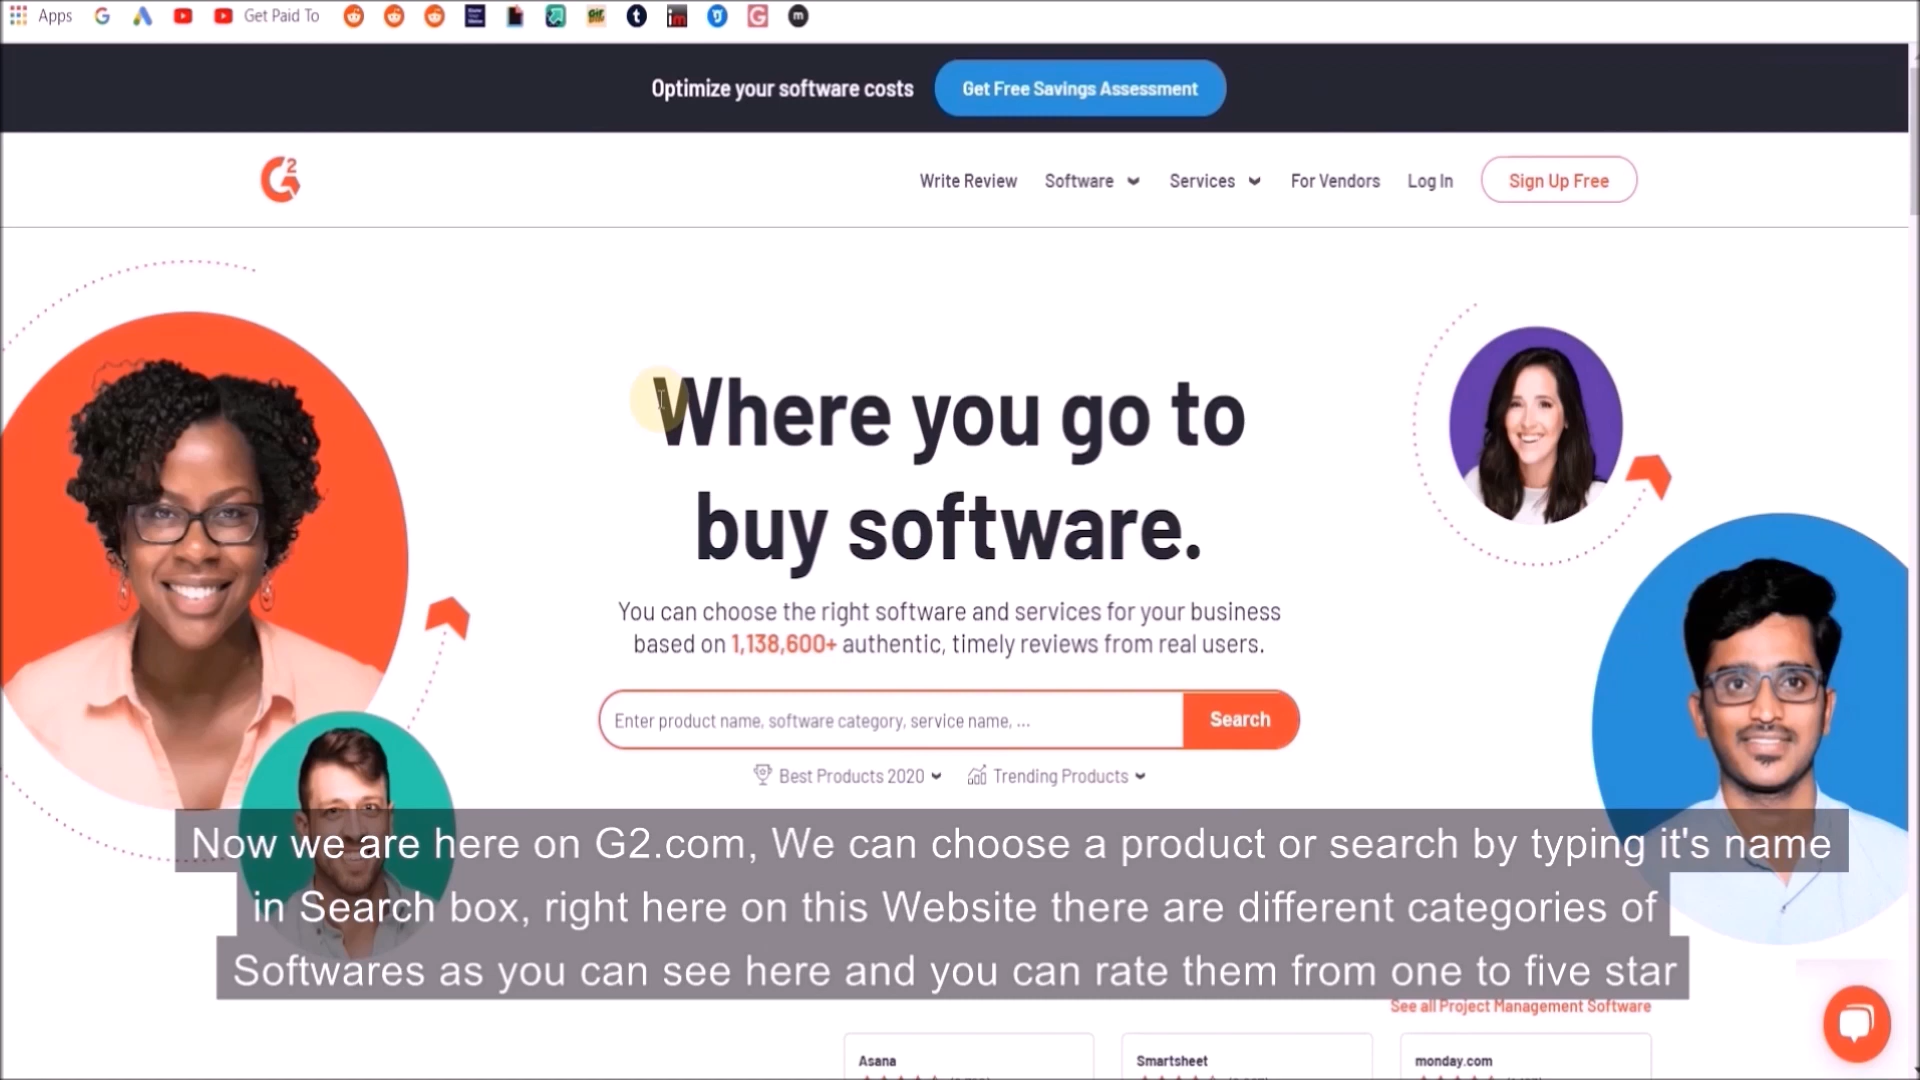 Apps
Get Paid To
Optimize your software costs
Get Free Savings Assessment
G2
Write Review
Software
Services
For Vendors
Log In
Sign Up Free
Where you go to
buy software.
You can choose the right software and services for your business
based on 1,138,600+ authentic, timely reviews from real users.
Enter product name, software category, service name, ...
Search
Best Products 2020
Trending Products
Now we are here on G2.com, We can choose a product or search by typing it's name
in Search box, right here on this Website there are different categories of
Softwares as you can see here and you can rate them from one to five star
See all Project Management Software
Asana
Smartsheet
monday.com